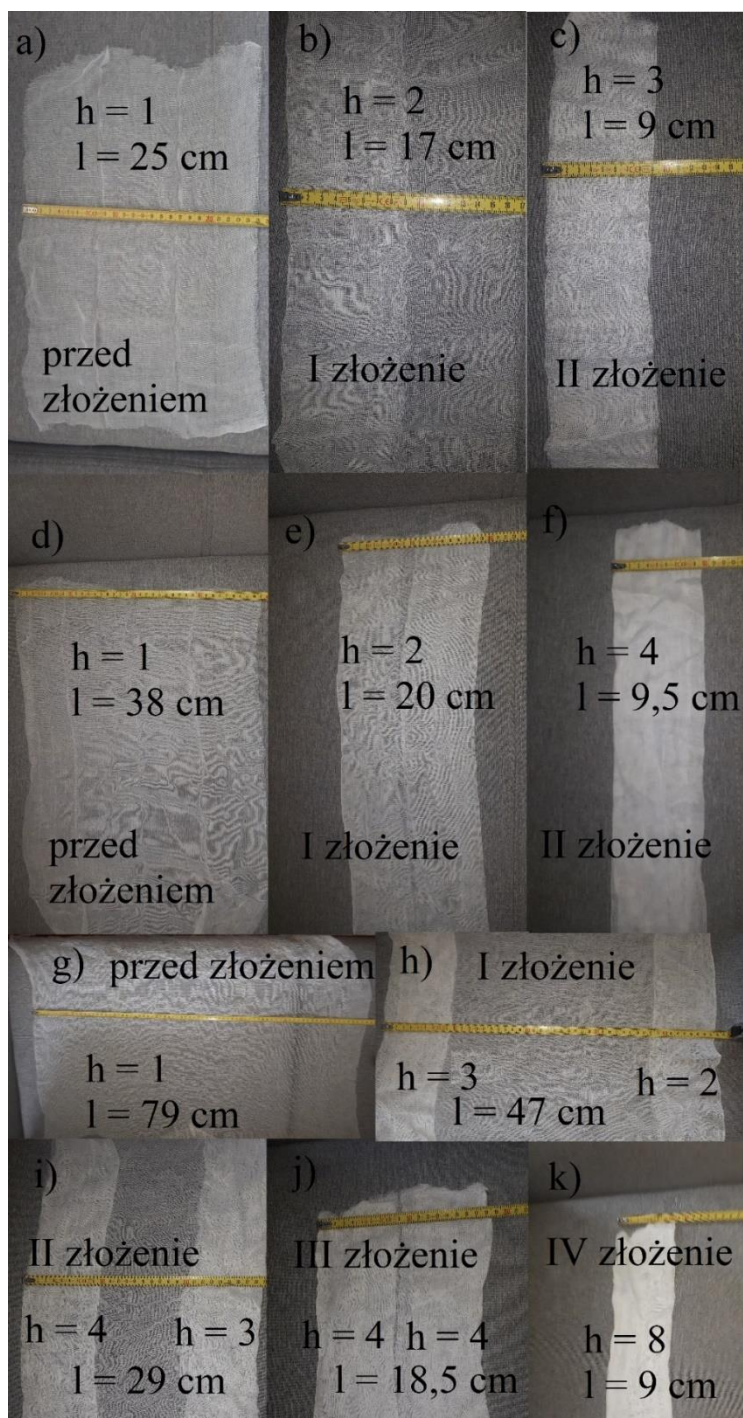 a)
h = 1
l = 25 cm
przed
złożeniem
b)
h = 2
l = 17 cm
I złożenie
c)
h = 3
l = 9 cm
II złożenie
d)
h = 1
l = 38 cm
przed
złożeniem
e)
h = 2
l = 20 cm
I złożenie
f)
h = 4
l = 9,5 cm
II złożenie
g) przed złożeniem
h = 1
l = 79 cm
h) I złożenie
h = 3 h = 2
l = 47 cm
i)
II złożenie
h = 4 h = 3
l = 29 cm
j)
III złożenie
h = 4 h = 4
l = 18,5 cm
k)
IV złożenie
h = 8
l = 9 cm